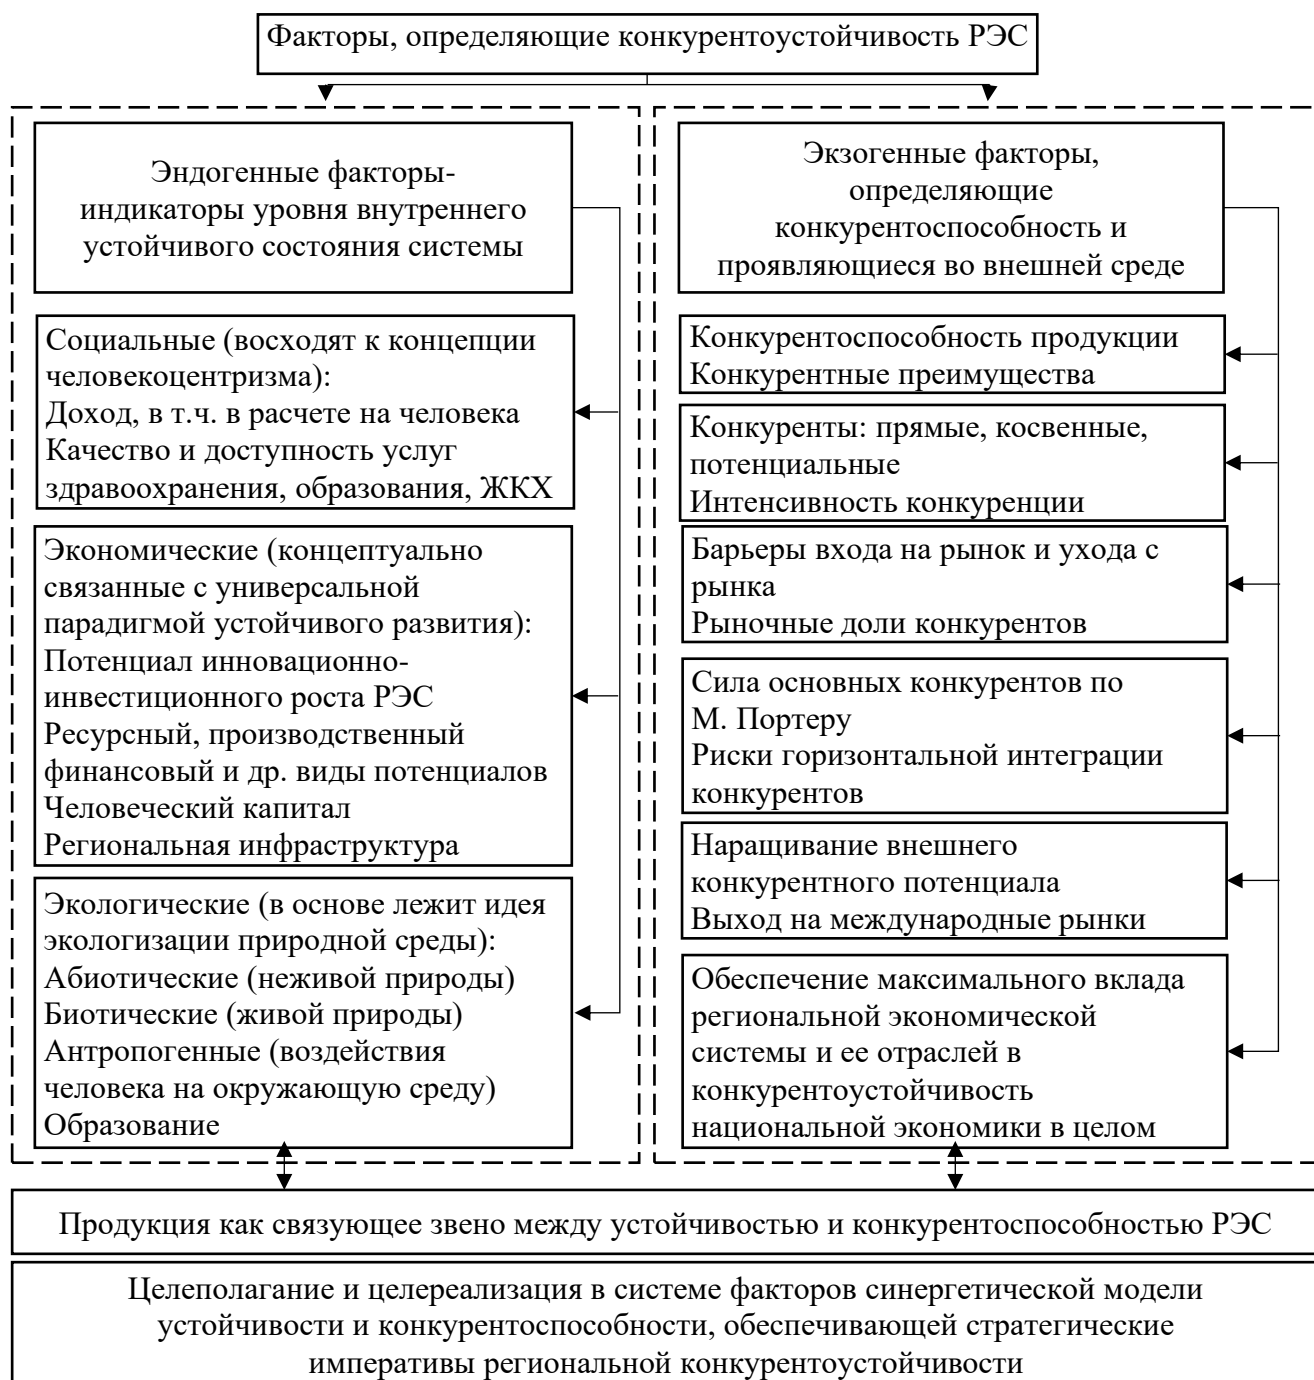 Факторы, определяющие конкурентоустойчивость РЭС
Эндогенные факторы-
индикаторы уровня внутреннего
устойчивого состояния системы
Социальные (восходят к концепции
человекоцентризма):
Доход, в т.ч. в расчете на человека
Качество и доступность услуг
здравоохранения, образования, ЖКХ
Экономические (концептуально
связанные с универсальной
парадигмой устойчивого развития):
Потенциал инновационно-
инвестиционного роста РЭС
Ресурсный, производственный
финансовый и др. виды потенциалов
Человеческий капитал
Региональная инфраструктура
Экологические (в основе лежит идея
экологизации природной среды):
Абиотические (неживой природы)
Биотические (живой природы)
Антропогенные (воздействия
человека на окружающую среду)
Образование
Экзогенные факторы,
определяющие
конкурентоспособность и
проявляющиеся во внешней среде
Конкурентоспособность продукции
Конкурентные преимущества
Конкуренты: прямые, косвенные,
потенциальные
Интенсивность конкуренции
Барьеры входа на рынок и ухода с
рынка
Рыночные доли конкурентов
Сила основных конкурентов по
М. Портеру
Риски горизонтальной интеграции
конкурентов
Наращивание внешнего
конкурентного потенциала
Выход на международные рынки
Обеспечение максимального вклада
региональной экономической
системы и ее отраслей в
конкурентоустойчивость
национальной экономики в целом
Продукция как связующее звено между устойчивостью и конкурентоспособностью РЭС
Целеполагание и целереализация в системе факторов синергетической модели
устойчивости и конкурентоспособности, обеспечивающей стратегические
императивы региональной конкурентоустойчивости